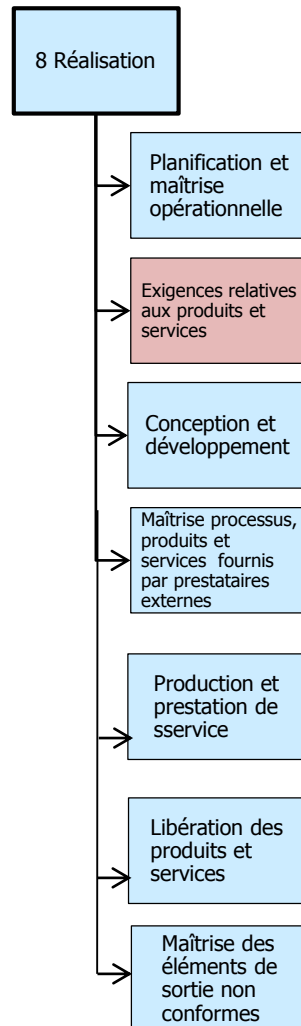 8 Réalisation
Planification et
maîtrise
opérationnelle
Exigences relatives
aux produits et
services
Conception et
développement
Maîtrise processus,
produits et
services fournis
par prestataires
externes
Production et
prestation de
sservice
Libération des
produits et
services
Maîtrise des
éléments de
sortie non
conformes